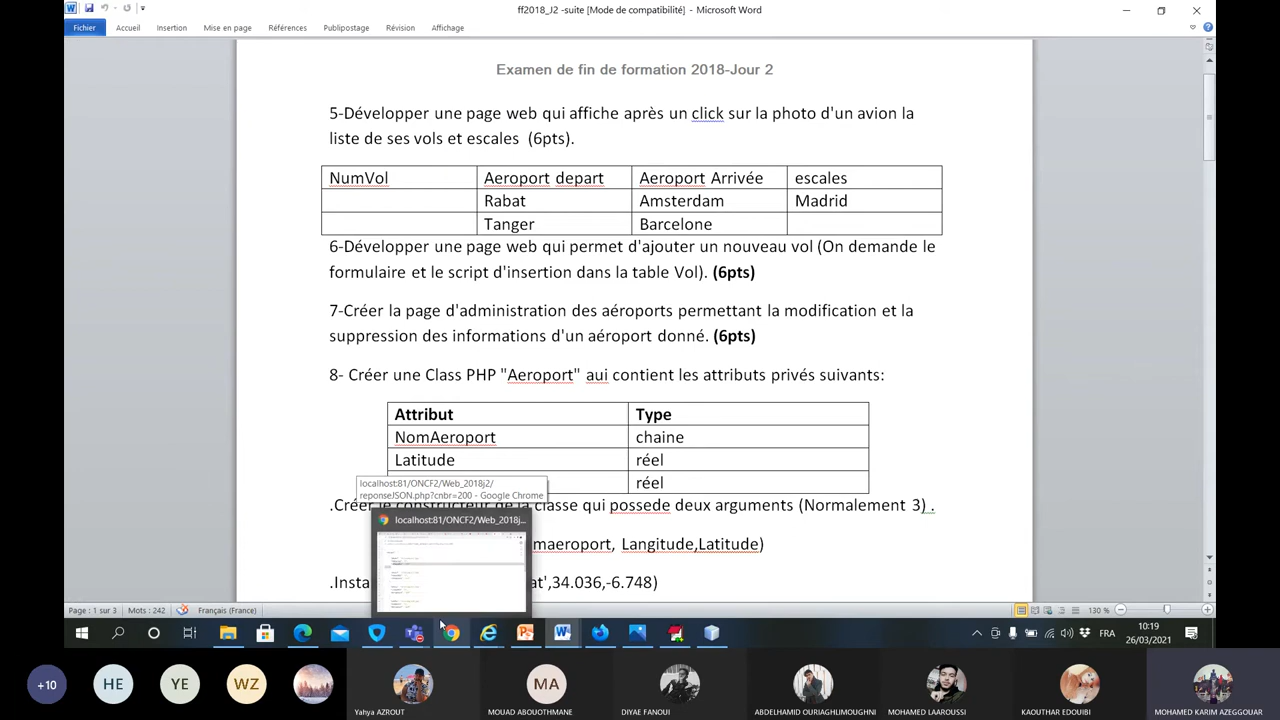 ff2018_J2 -suite [Mode de compatibilité] - Microsoft Word
Fichier Accueil Insertion Mise en page Références Publipostage Révision Affichage
Examen de fin de formation 2018-Jour 2
5-Développer une page web qui affiche après un click sur la photo d'un avion la
liste de ses vols et escales (6pts).
NumVol Aeroport depart Aeroport Arrivée escales
Rabat Amsterdam Madrid
Tanger Barcelone
6-Développer une page web qui permet d'ajouter un nouveau vol (On demande le
formulaire et le script d'insertion dans la table Vol). (6pts)
7-Créer la page d'administration des aéroports permettant la modification et la
suppression des informations d'un aéroport donné. (6pts)
8- Créer une Class PHP "Aeroport" aui contient les attributs privés suivants:
Attribut Type
NomAeroport chaine
Latitude réel
réel
localhost:81/ONCF2/Web_2018j2/
reponseJSON.php?cnbr=200 - Google Chrome
.Créer le constructeur de la classe qui possede deux arguments (Normalement 3) .
localhost:81/ONCF2/Web_2018j...
maeroport, Langitude,Latitude)
.Insta at',34.036,-6.748)
Page : 1 sur 3 Mots : 242 Français (France) 130 %
FRA
10:19
26/03/2021
+10 HE YE WZ MA
Yahya AZROUT MOUAD ABOUOTHMANE DIYAE FANOUI ABDELHAMID OURIAGHLIMOUGHNI MOHAMED LAAROUSSI KAOUTHAR EDOUIBI MOHAMED KARIM AZEGGOUAR